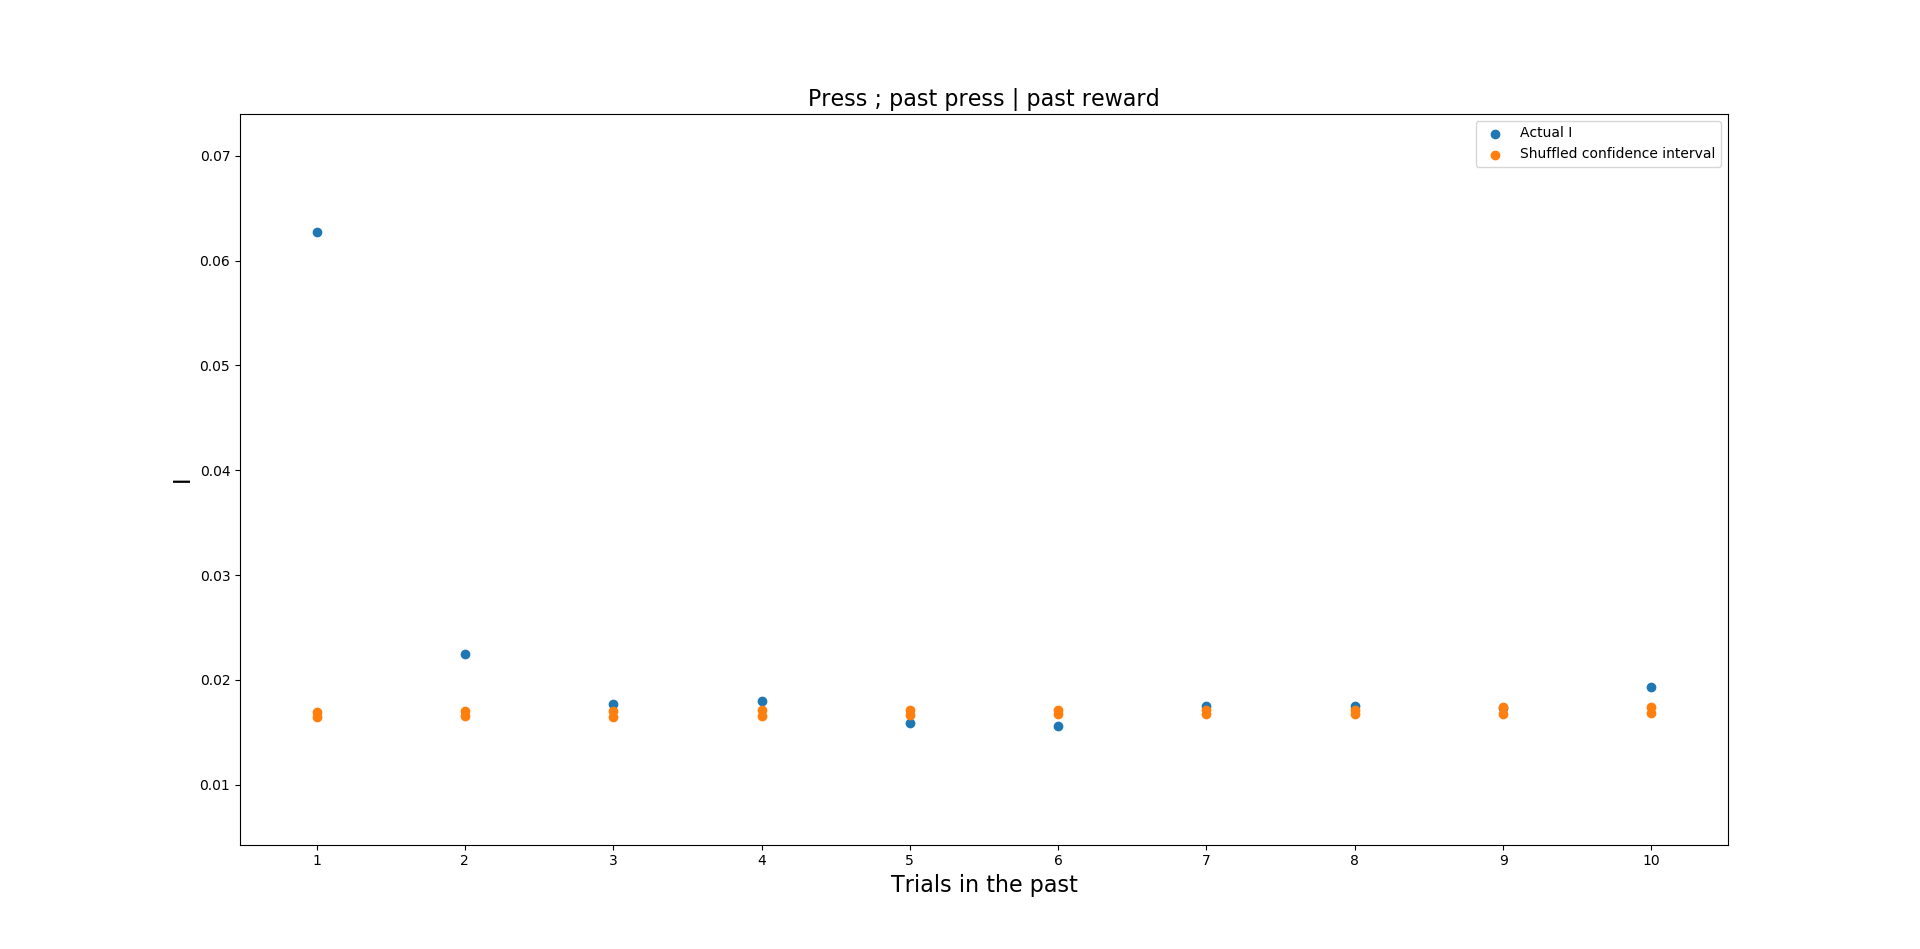 Press ; past press | past reward
Actual I
Shuffled confidence interval
0.07
0.06
0.05
0.04
0.03
0.02
0.01
I
1 2 3 4 5 6 7 8 9 10
Trials in the past